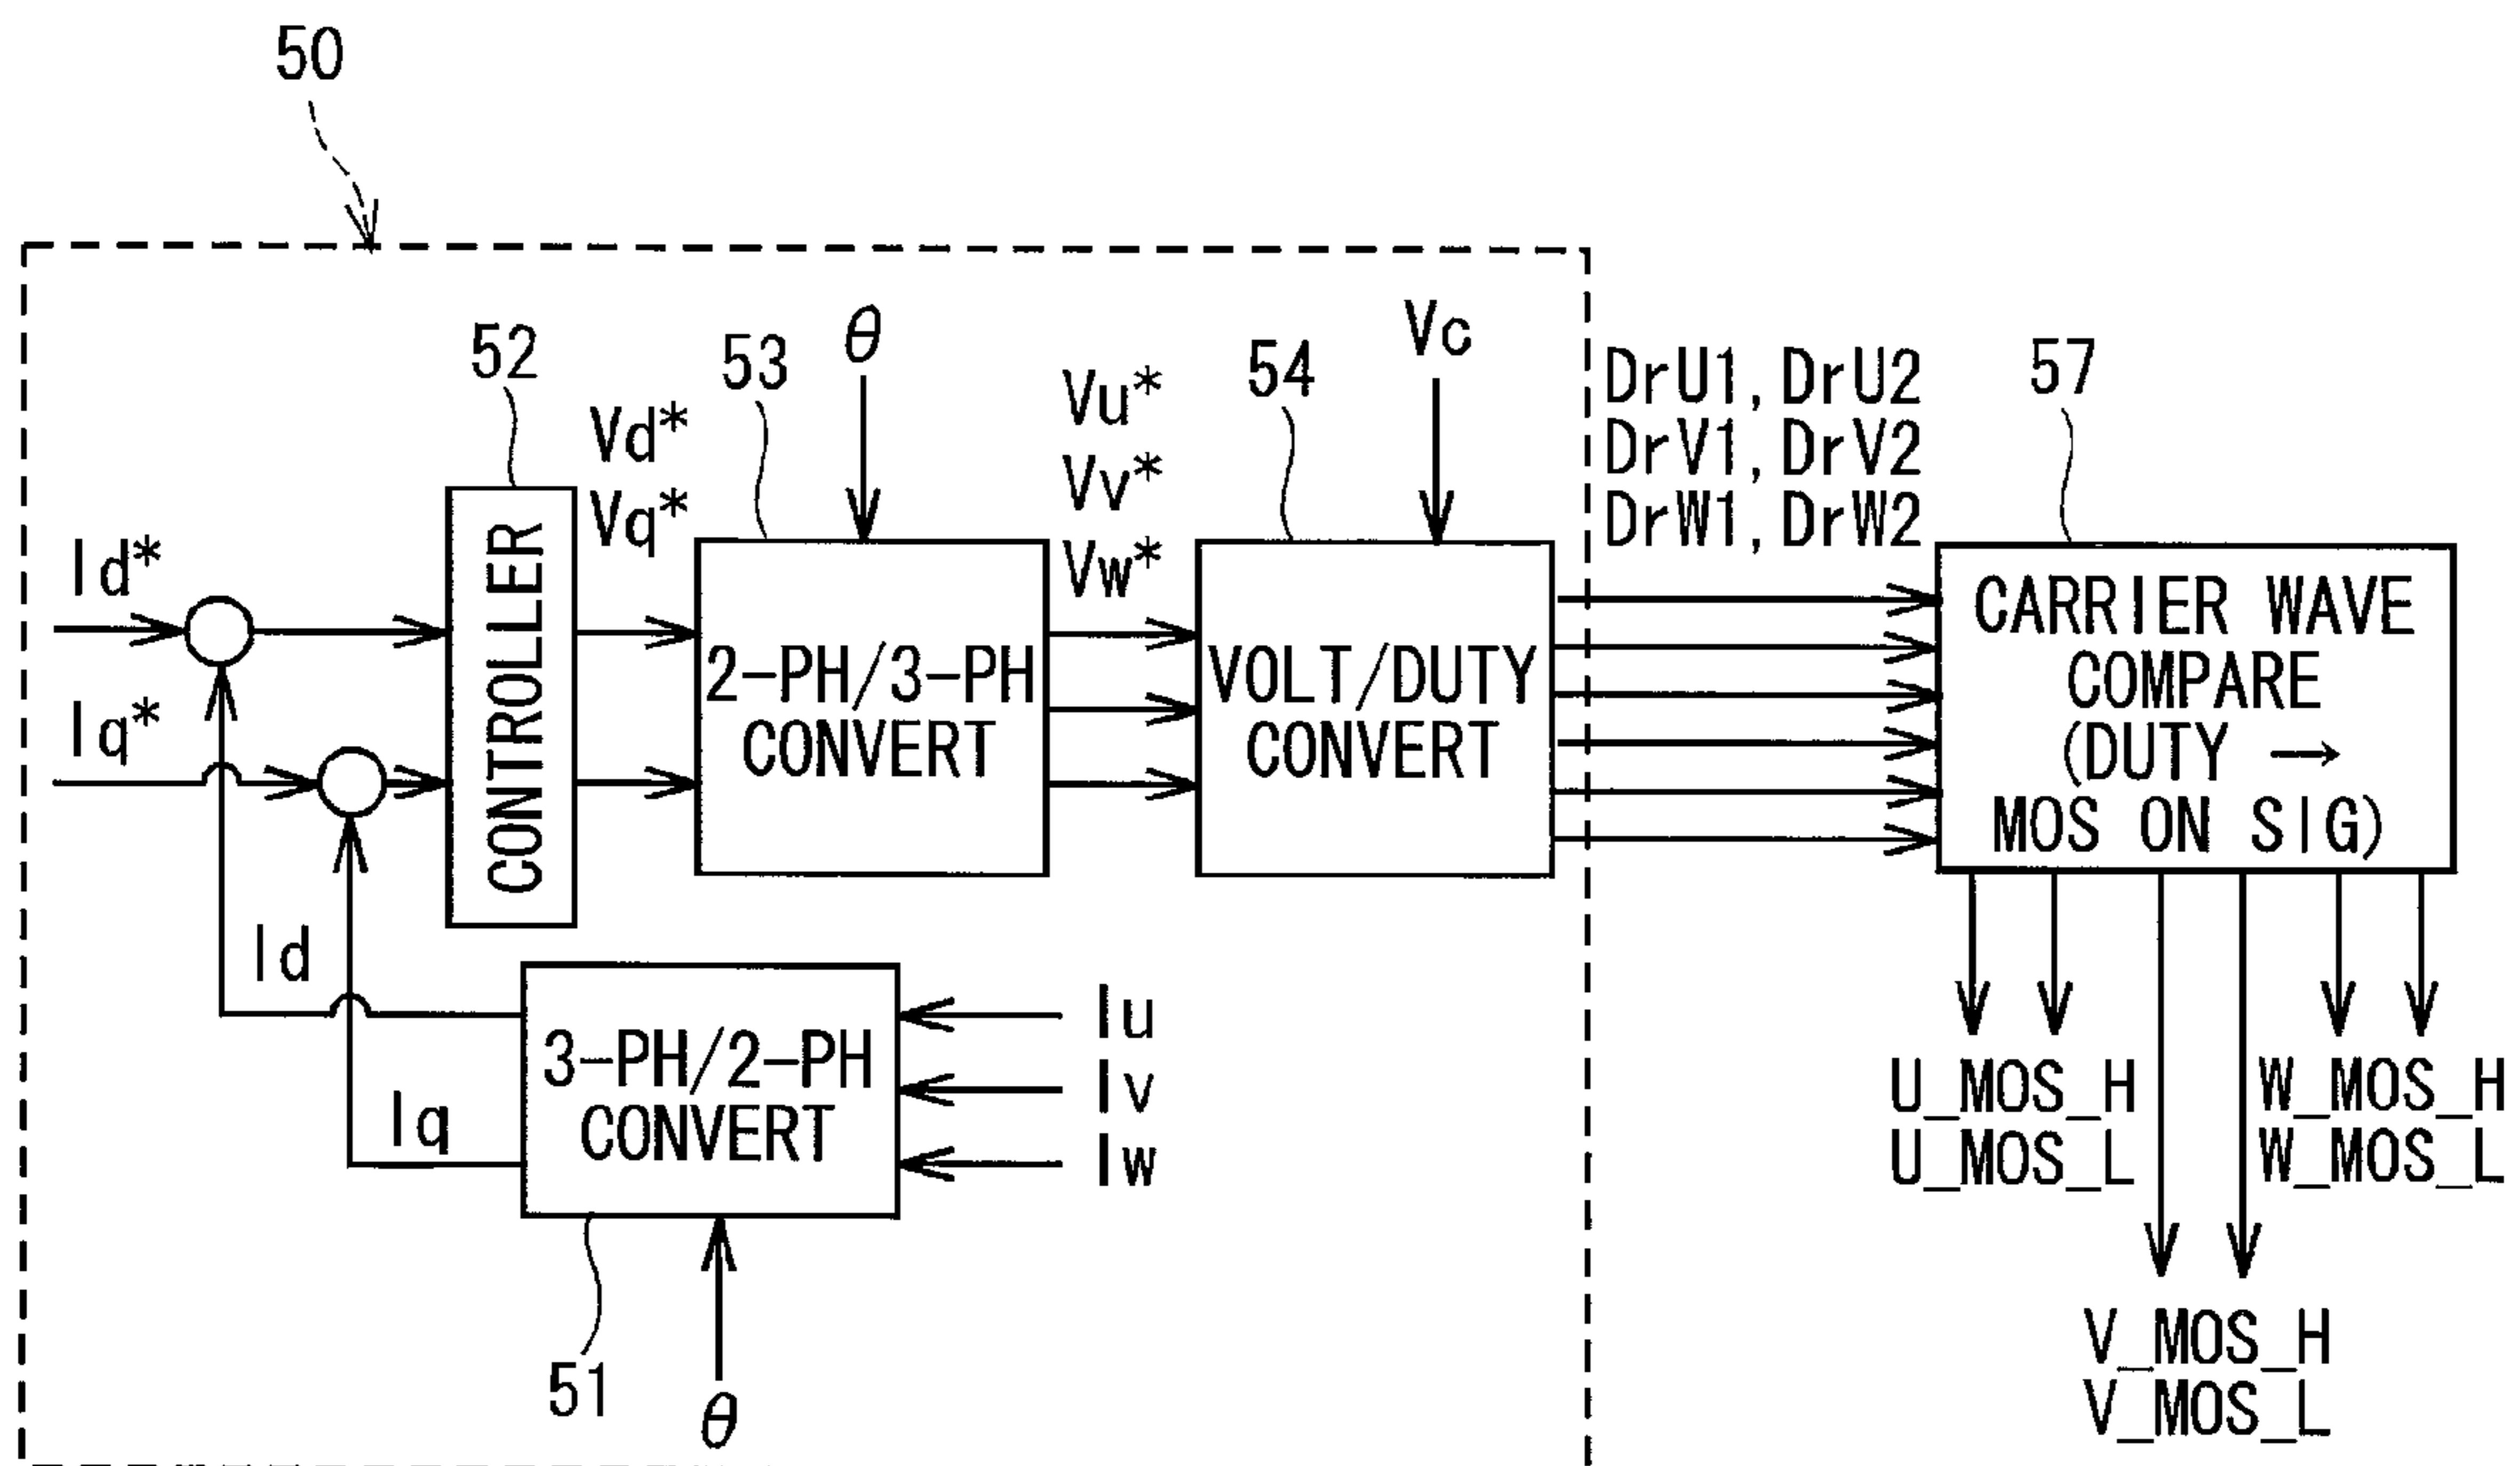 50
52
Vd*
Vq*
53
θ
Vu*
Vv*
Vw*
54
Vc
DrU1, DrU2
DrV1, DrV2
DrW1, DrW2
57
Id*
Iq*
CONTROLLER
2-PH/3-PH
CONVERT
VOLT/DUTY
CONVERT
CARRIER WAVE
COMPARE
(DUTY →
MOS ON SIG)
Id
Iq
3-PH/2-PH
CONVERT
Iu
Iv
Iw
51
θ
U_MOS_H
U_MOS_L
W_MOS_H
W_MOS_L
V_MOS_H
V_MOS_L